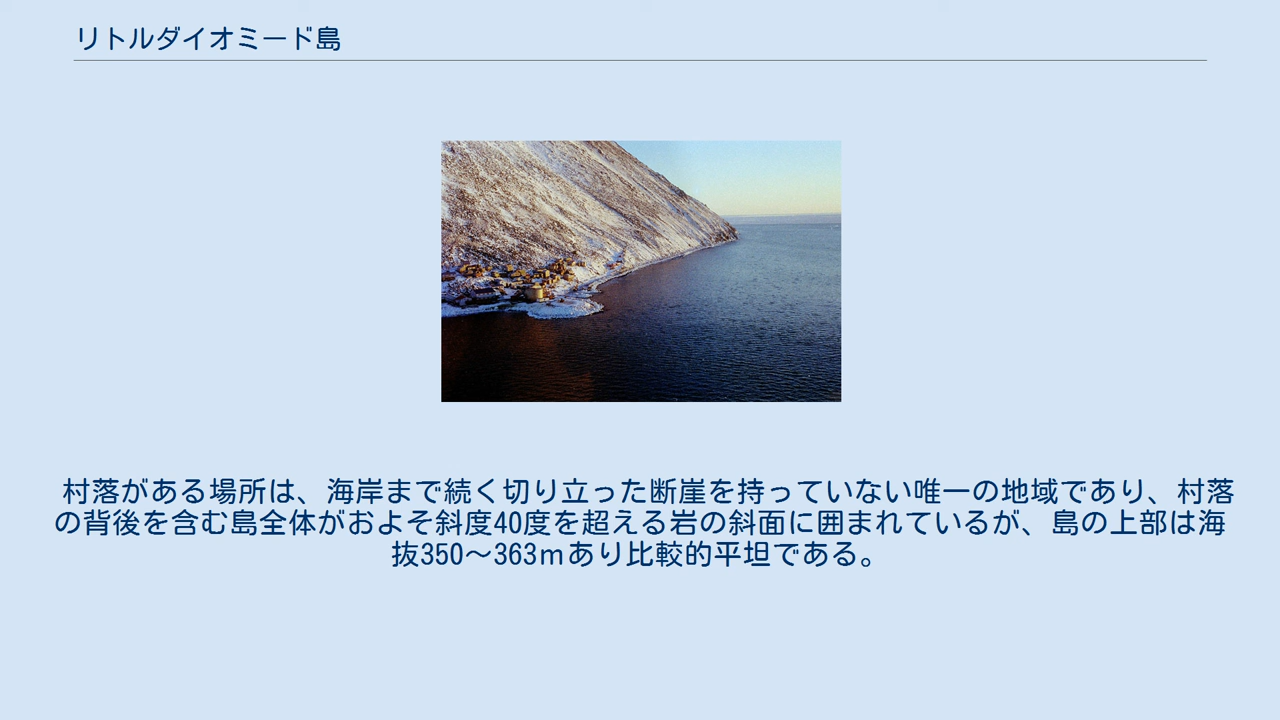 リトルダイオミード島
村落がある場所は、海岸まで続く切り立った断崖を持っていない唯一の地域であり、村落
の背後を含む島全体がおよそ斜度40度を超える岩の斜面に囲まれているが、島の上部は海
抜350〜363mあり比較的平坦である。